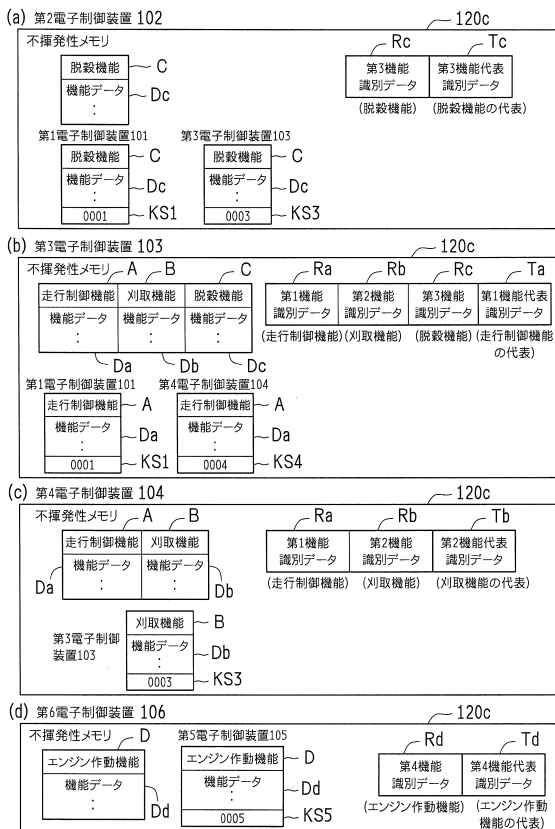 (a) 第2電子制御装置 102
120c
不揮発性メモリ
脱穀機能
C
機能データ
⋮
Dc
Rc
Tc
第3機能
識別データ
第3機能代表
識別データ
(脱穀機能)
(脱穀機能の代表)
第1電子制御装置101
脱穀機能
C
機能データ
⋮
Dc
0001
KS1
第3電子制御装置103
脱穀機能
C
機能データ
⋮
Dc
0003
KS3
(b) 第3電子制御装置 103
120c
不揮発性メモリ
A
B
C
走行制御機能
刈取機能
脱穀機能
機能データ
⋮
機能データ
⋮
機能データ
⋮
Da
Db
Dc
Ra
Rb
Rc
Ta
第1機能
識別データ
第2機能
識別データ
第3機能
識別データ
第1機能代表
識別データ
(走行制御機能)
(刈取機能)
(脱穀機能)
(走行制御機能
の代表)
第1電子制御装置101
走行制御機能
A
機能データ
⋮
Da
0001
KS1
第4電子制御装置104
走行制御機能
A
機能データ
⋮
Da
0004
KS4
(c) 第4電子制御装置 104
120c
不揮発性メモリ
A
B
走行制御機能
刈取機能
機能データ
⋮
機能データ
⋮
Da
Db
Ra
Rb
Tb
第1機能
識別データ
第2機能
識別データ
第2機能代表
識別データ
(走行制御機能)
(刈取機能)
(刈取機能の代表)
第3電子制御
装置103
刈取機能
B
機能データ
⋮
Db
0003
KS3
(d) 第6電子制御装置 106
120c
不揮発性メモリ
D
エンジン作動機能
機能データ
⋮
Dd
第5電子制御装置105
エンジン作動機能
D
機能データ
⋮
Dd
0005
KS5
Rd
Td
第4機能
識別データ
第4機能代表
識別データ
(エンジン作動機能)
(エンジン作動
機能の代表)